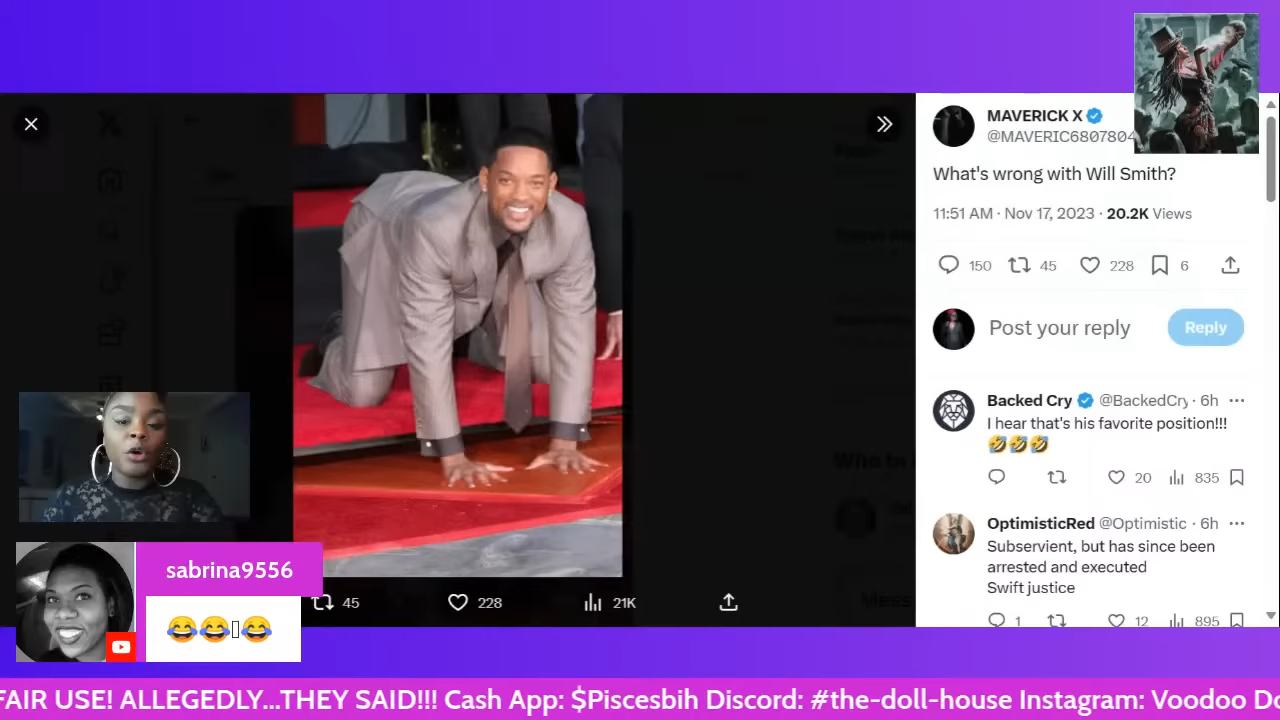 MAVERICK X
@MAVERIC6807804
What's wrong with Will Smith?
11:51 AM · Nov 17, 2023 · 20.2K Views
150 45 228 6
Post your reply Reply
Backed Cry @BackedCry · 6h ···
I hear that's his favorite position!!!
🤣🤣🤣
20 835
OptimisticRed @Optimistic · 6h ···
Subservient, but has since been
arrested and executed
Swift justice
1 12 895
45 228 21K
sabrina9556
😂😂▯😂
FAIR USE! ALLEGEDLY...THEY SAID!!! Cash App: $Piscesbih Discord: #the-doll-house Instagram: Voodoo